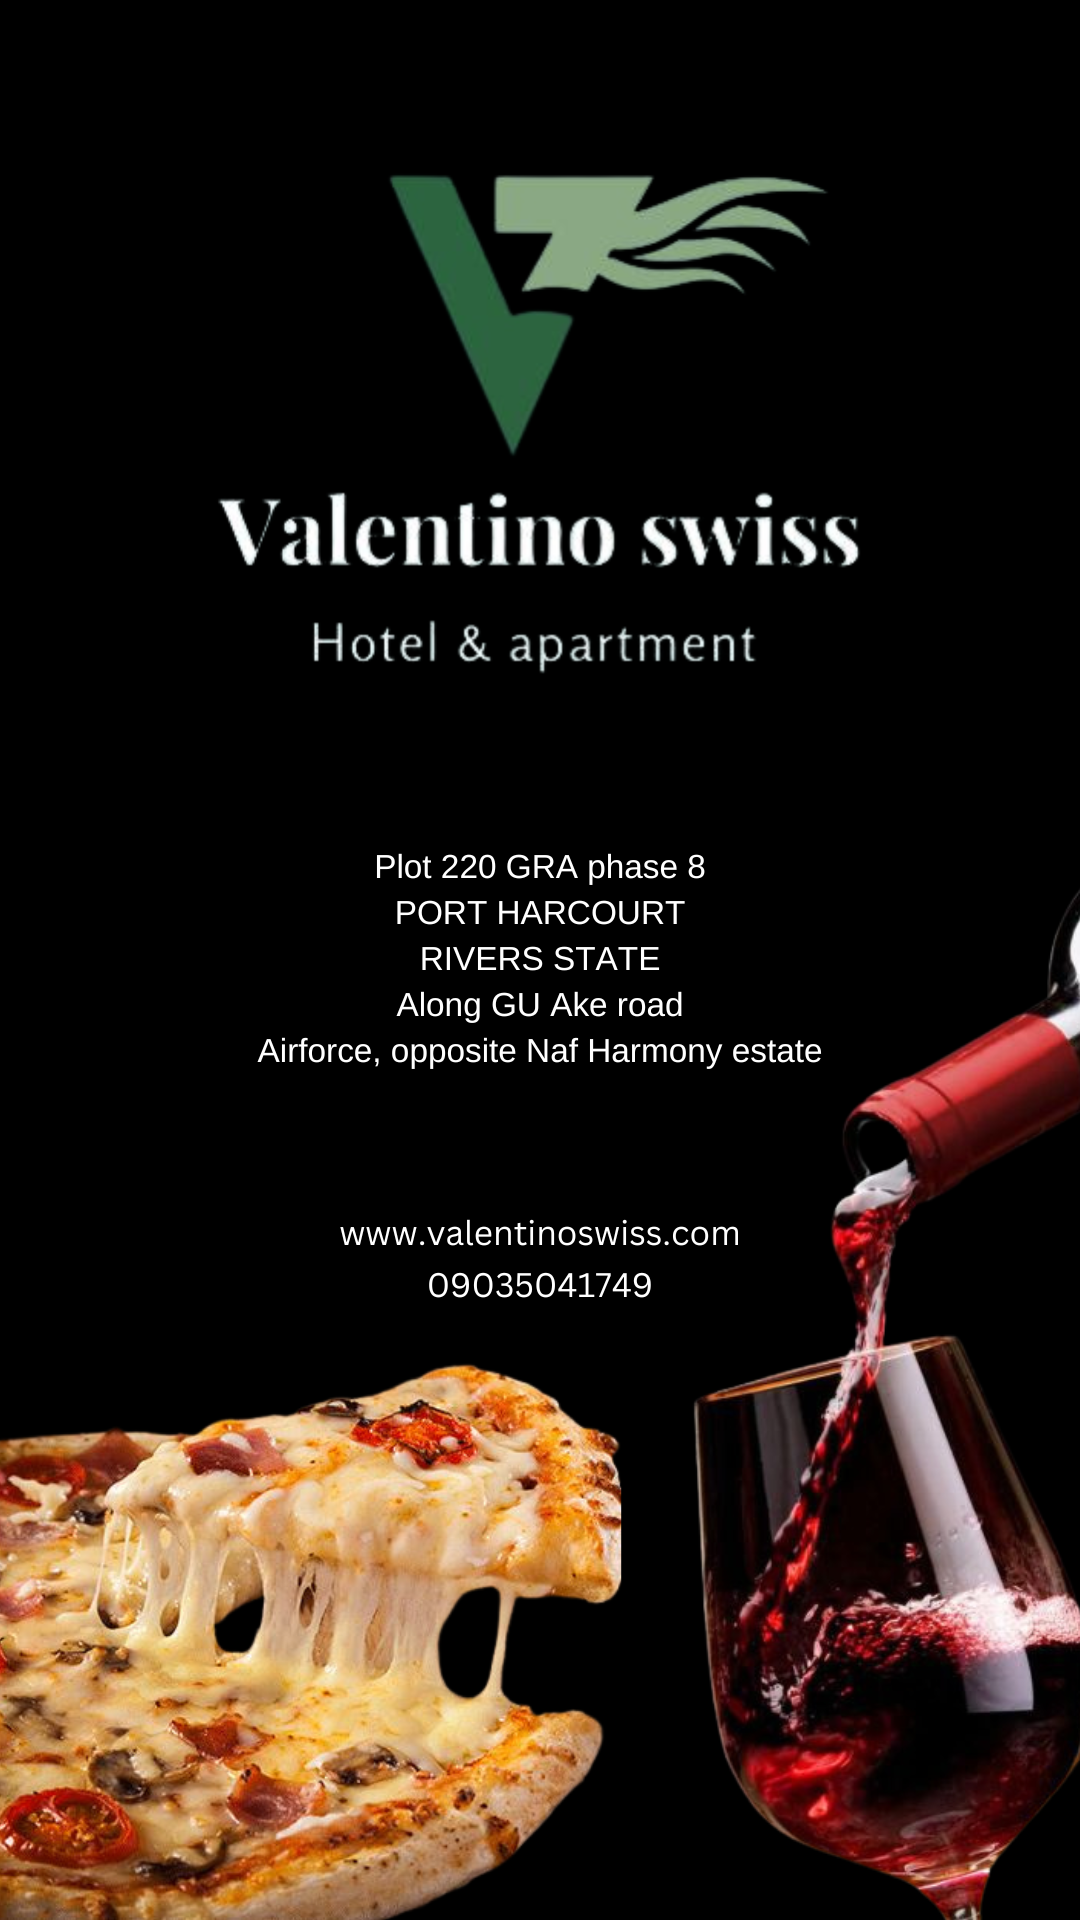 Valentino swiss
Hotel & apartment
Plot 220 GRA phase 8
PORT HARCOURT
RIVERS STATE
Along GU Ake road
Airforce, opposite Naf Harmony estate
www.valentinoswiss.com
09035041749